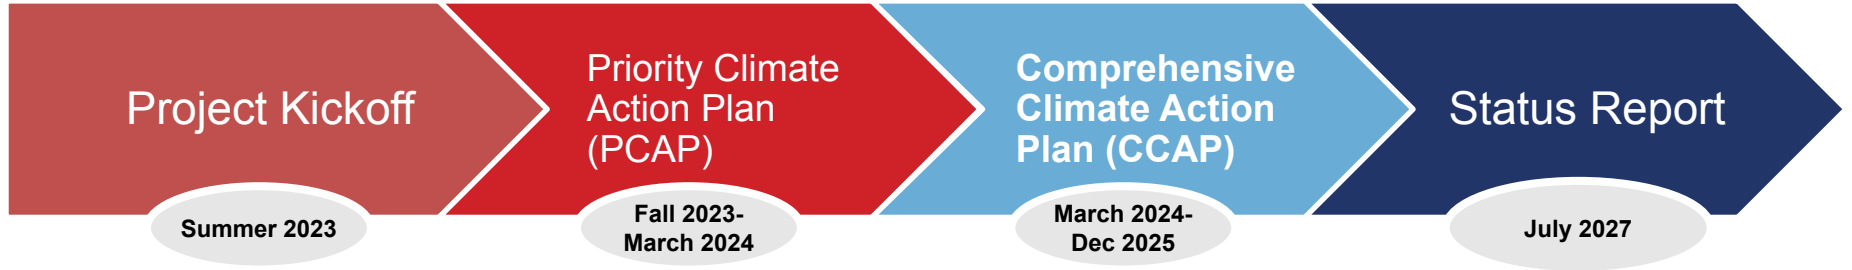 Project Kickoff
Summer 2023
Priority Climate
Action Plan
(PCAP)
Fall 2023-
March 2024
Comprehensive
Climate Action
Plan (CCAP)
March 2024-
Dec 2025
Status Report
July 2027